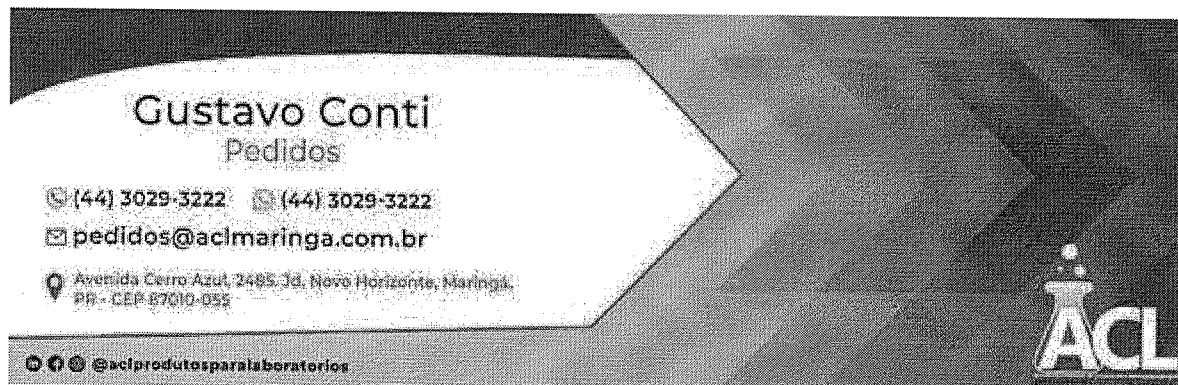 Gustavo Conti
Pedidos
(44) 3029-3222 (44) 3029-3222
pedidos@aclmaringa.com.br
Avenida Cerro Azul, 2485, Jd. Novo Horizonte, Maringá,
PR - CEP 87010-055
@aclprodutosparalaboratorios
ACL